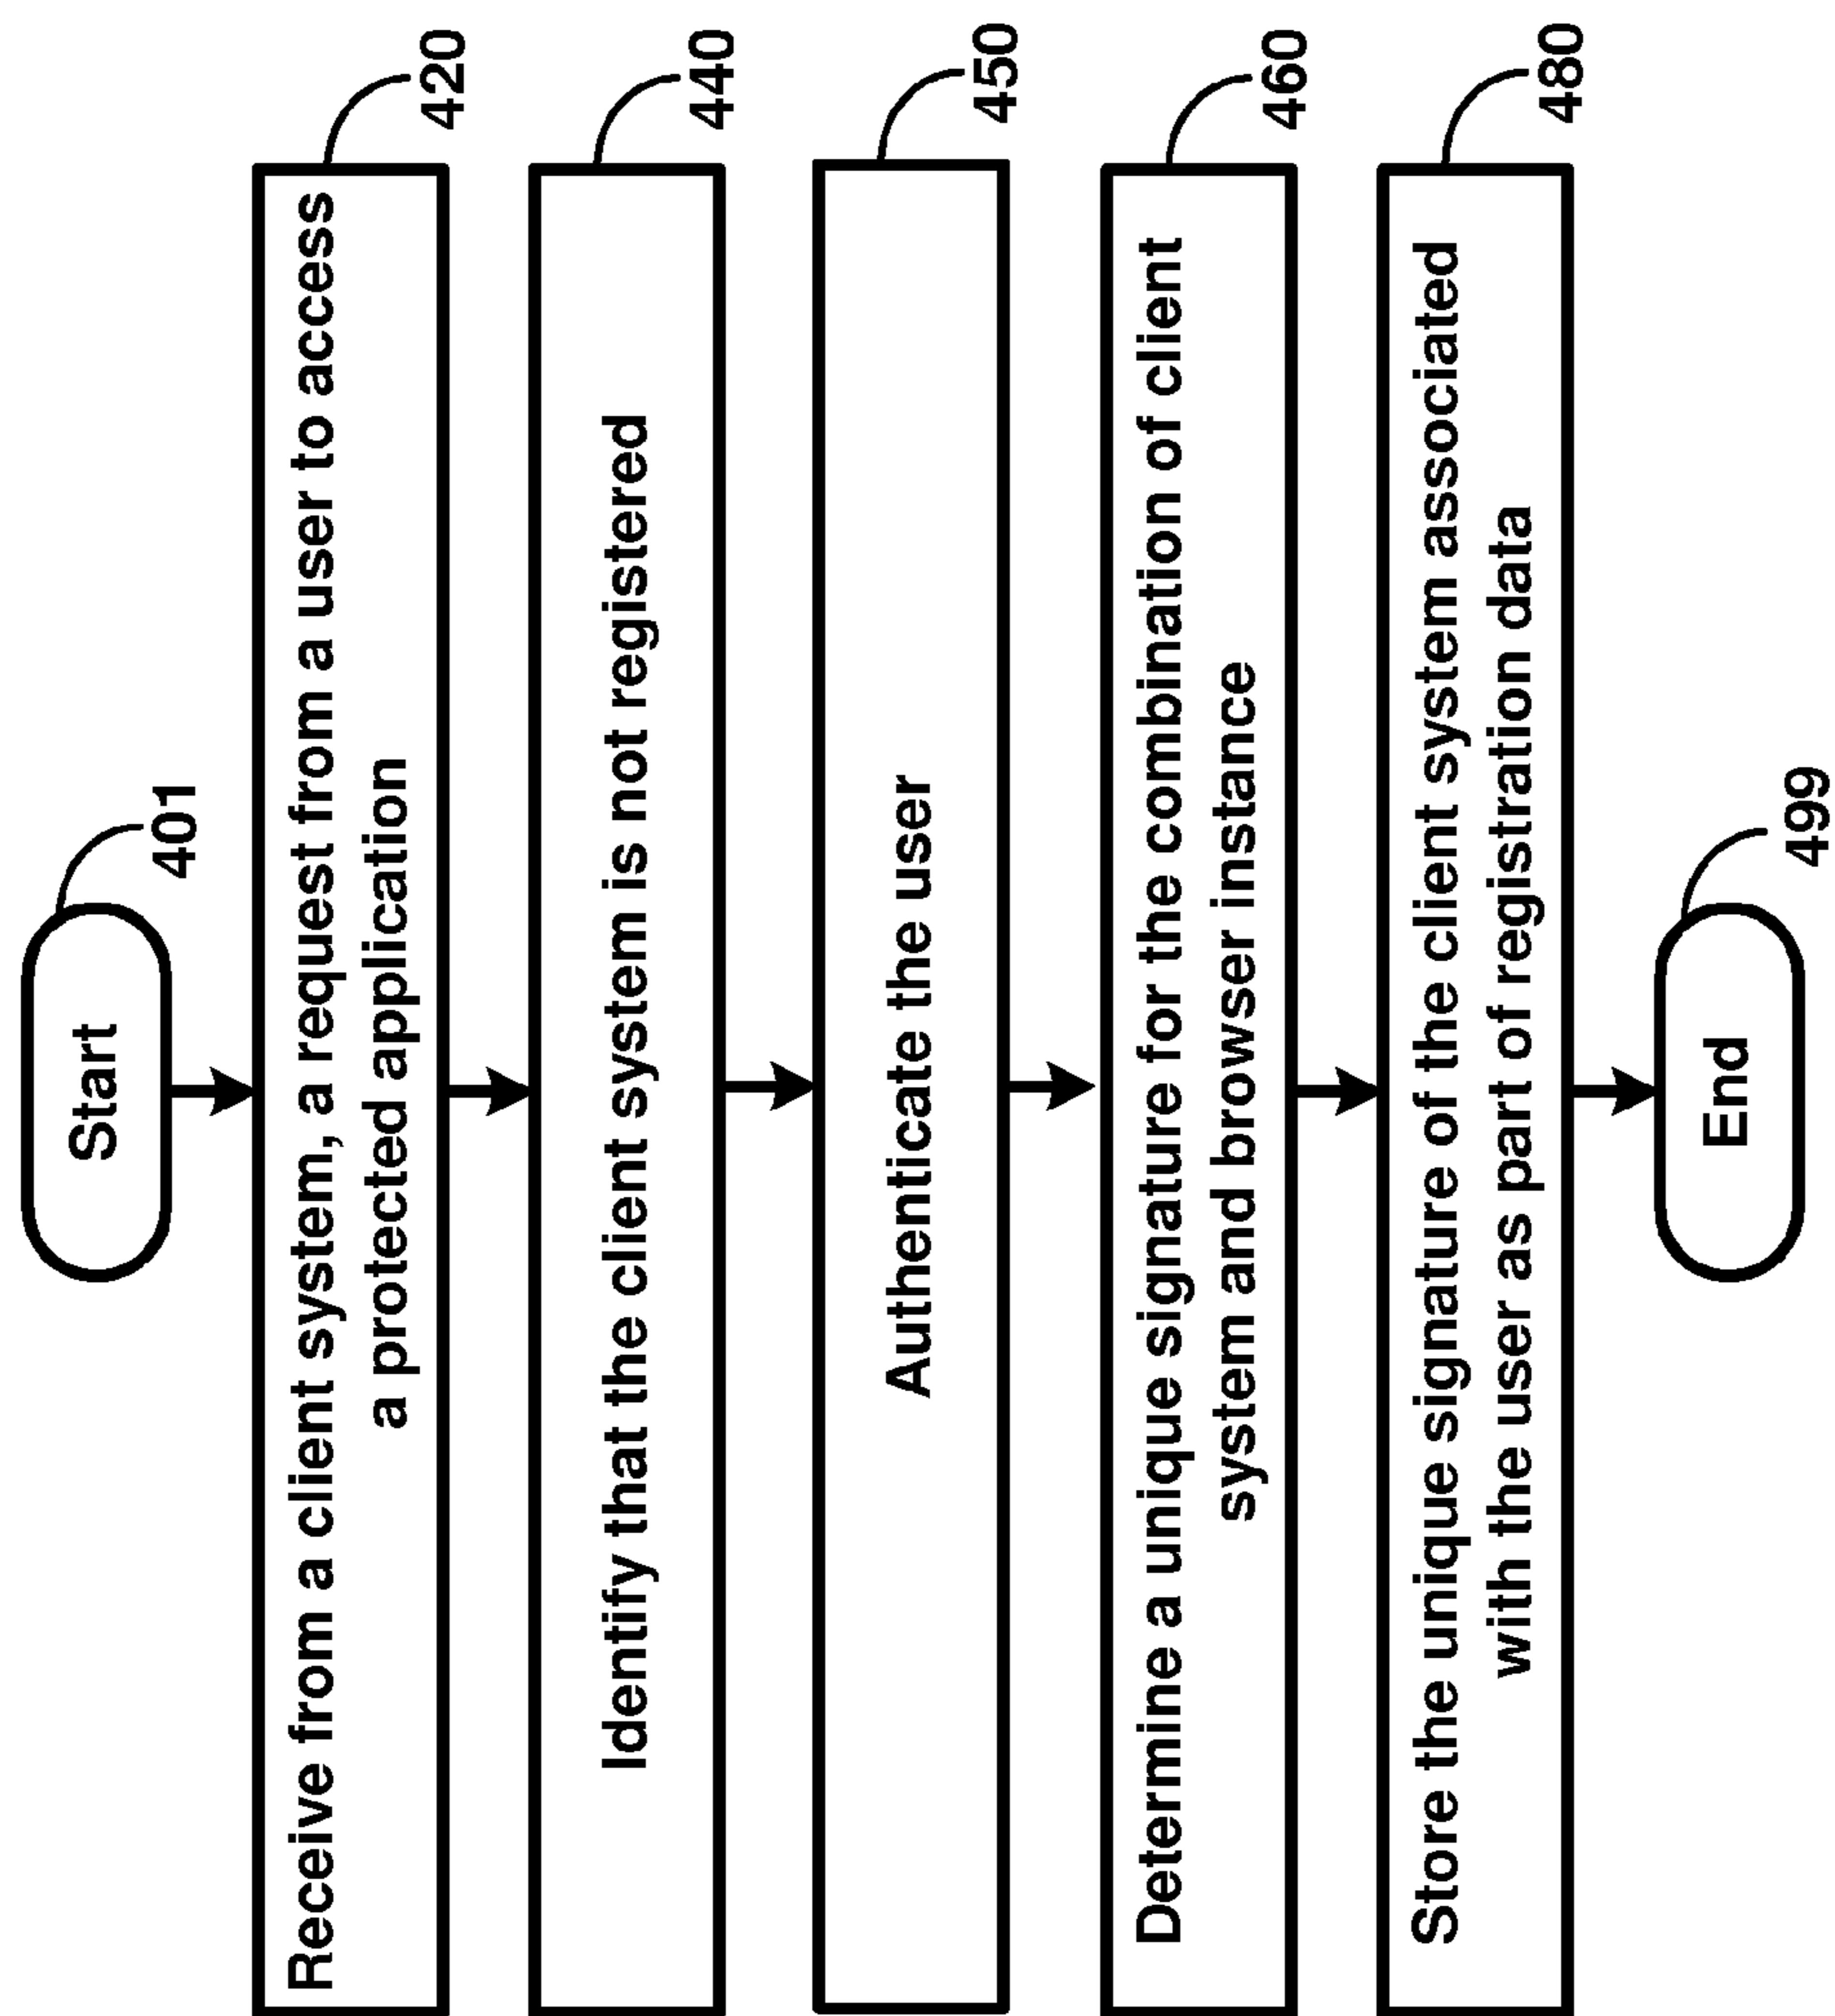 Start
401
Receive from a client system, a request from a user to access
a protected application
420
Identify that the client system is not registered
440
Authenticate the user
450
Determine a unique signature for the combination of client
system and browser instance
460
Store the unique signature of the client system associated
with the user as part of registration data
480
End
499